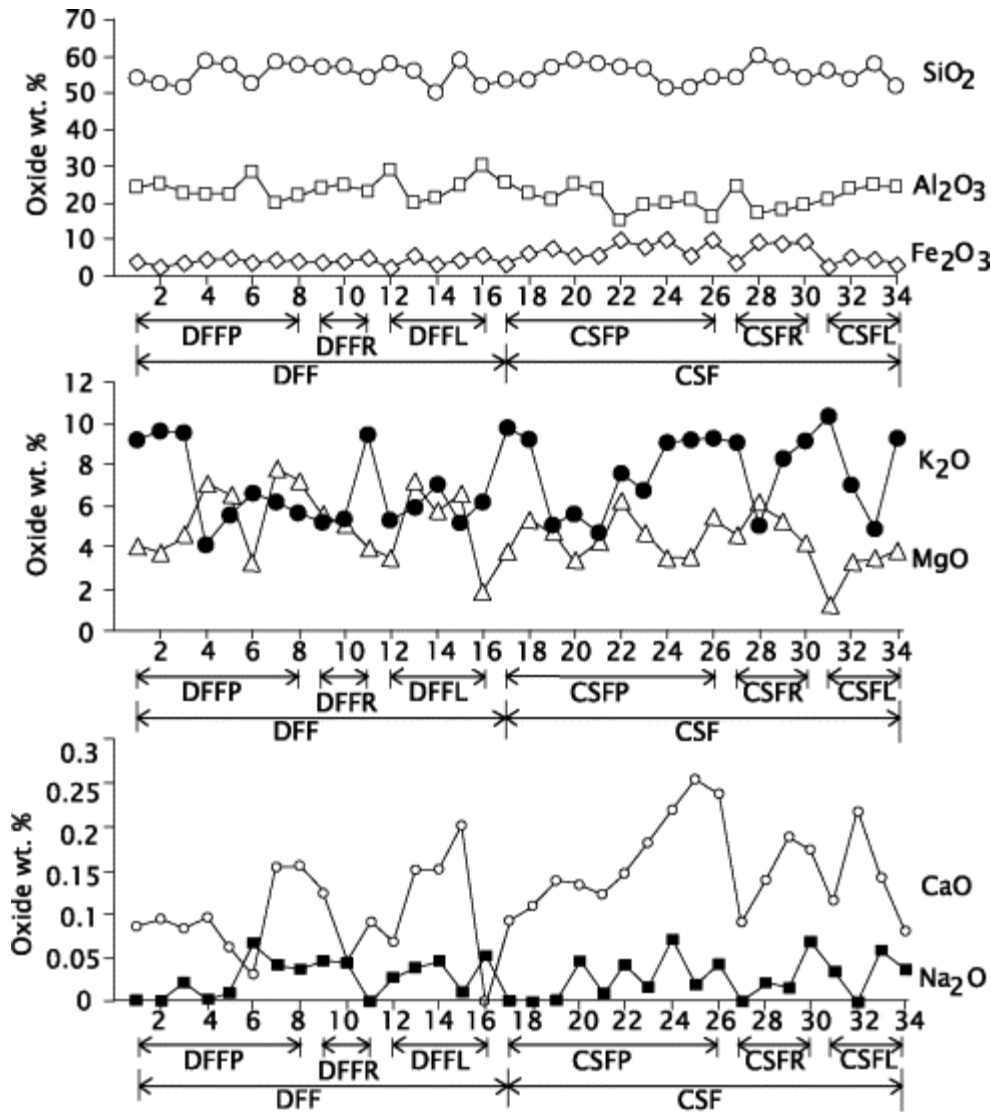 Oxide wt. %
70
60
50
40
30
20
10
0
SiO₂
Al₂O₃
Fe₂O₃
2 4 6 8 10 12 14 16 18 20 22 24 26 28 30 32 34
DFFP DFFR DFFL CSFP CSFR CSFL
DFF CSF
Oxide wt. %
12
10
8
6
4
2
0
K₂O
MgO
2 4 6 8 10 12 14 16 18 20 22 24 26 28 30 32 34
DFFP DFFR DFFL CSFP CSFR CSFL
DFF CSF
Oxide wt. %
0.3
0.25
0.2
0.15
0.1
0.05
0
CaO
Na₂O
2 4 6 8 10 12 14 16 18 20 22 24 26 28 30 32 34
DFFP DFFR DFFL CSFP CSFR CSFL
DFF CSF